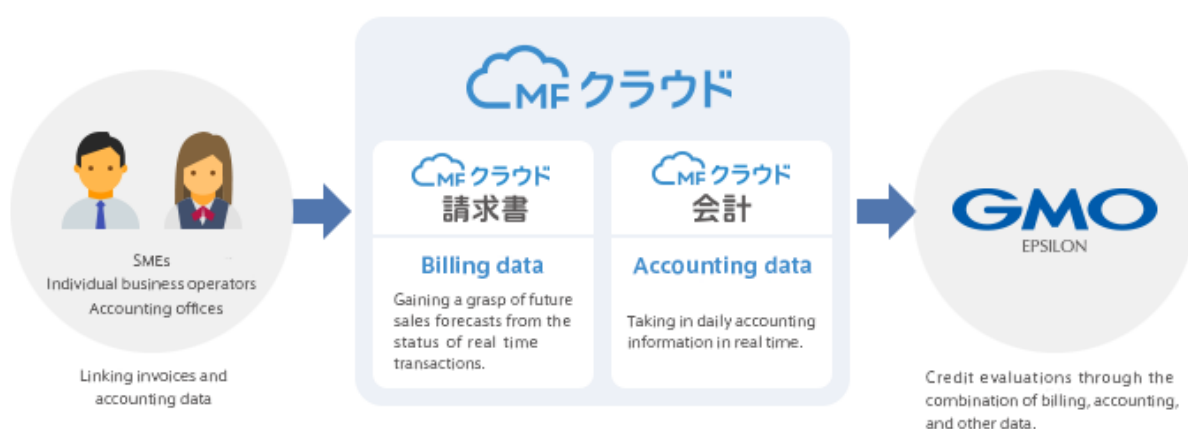 SMEs
Individual business operators
Accounting offices
Linking invoices and
accounting data
MFクラウド
MFクラウド
請求書
Billing data
Gaining a grasp of future
sales forecasts from the
status of real time
transactions.
MFクラウド
会計
Accounting data
Taking in daily accounting
information in real time.
GMO
EPSILON
Credit evaluations through the
combination of billing, accounting,
and other data.